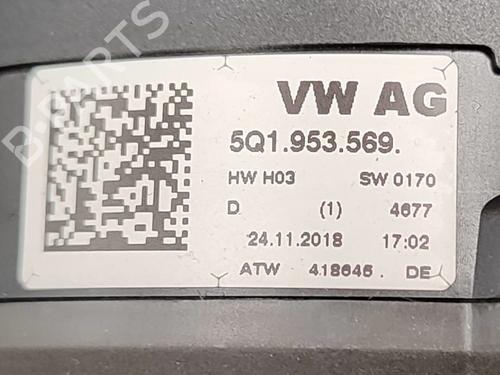 VW AG
5Q1.953.569.
HW H03 SW 0170
D (1) 4677
24.11.2018 17:02
ATW 418645. DE
B-PARTS